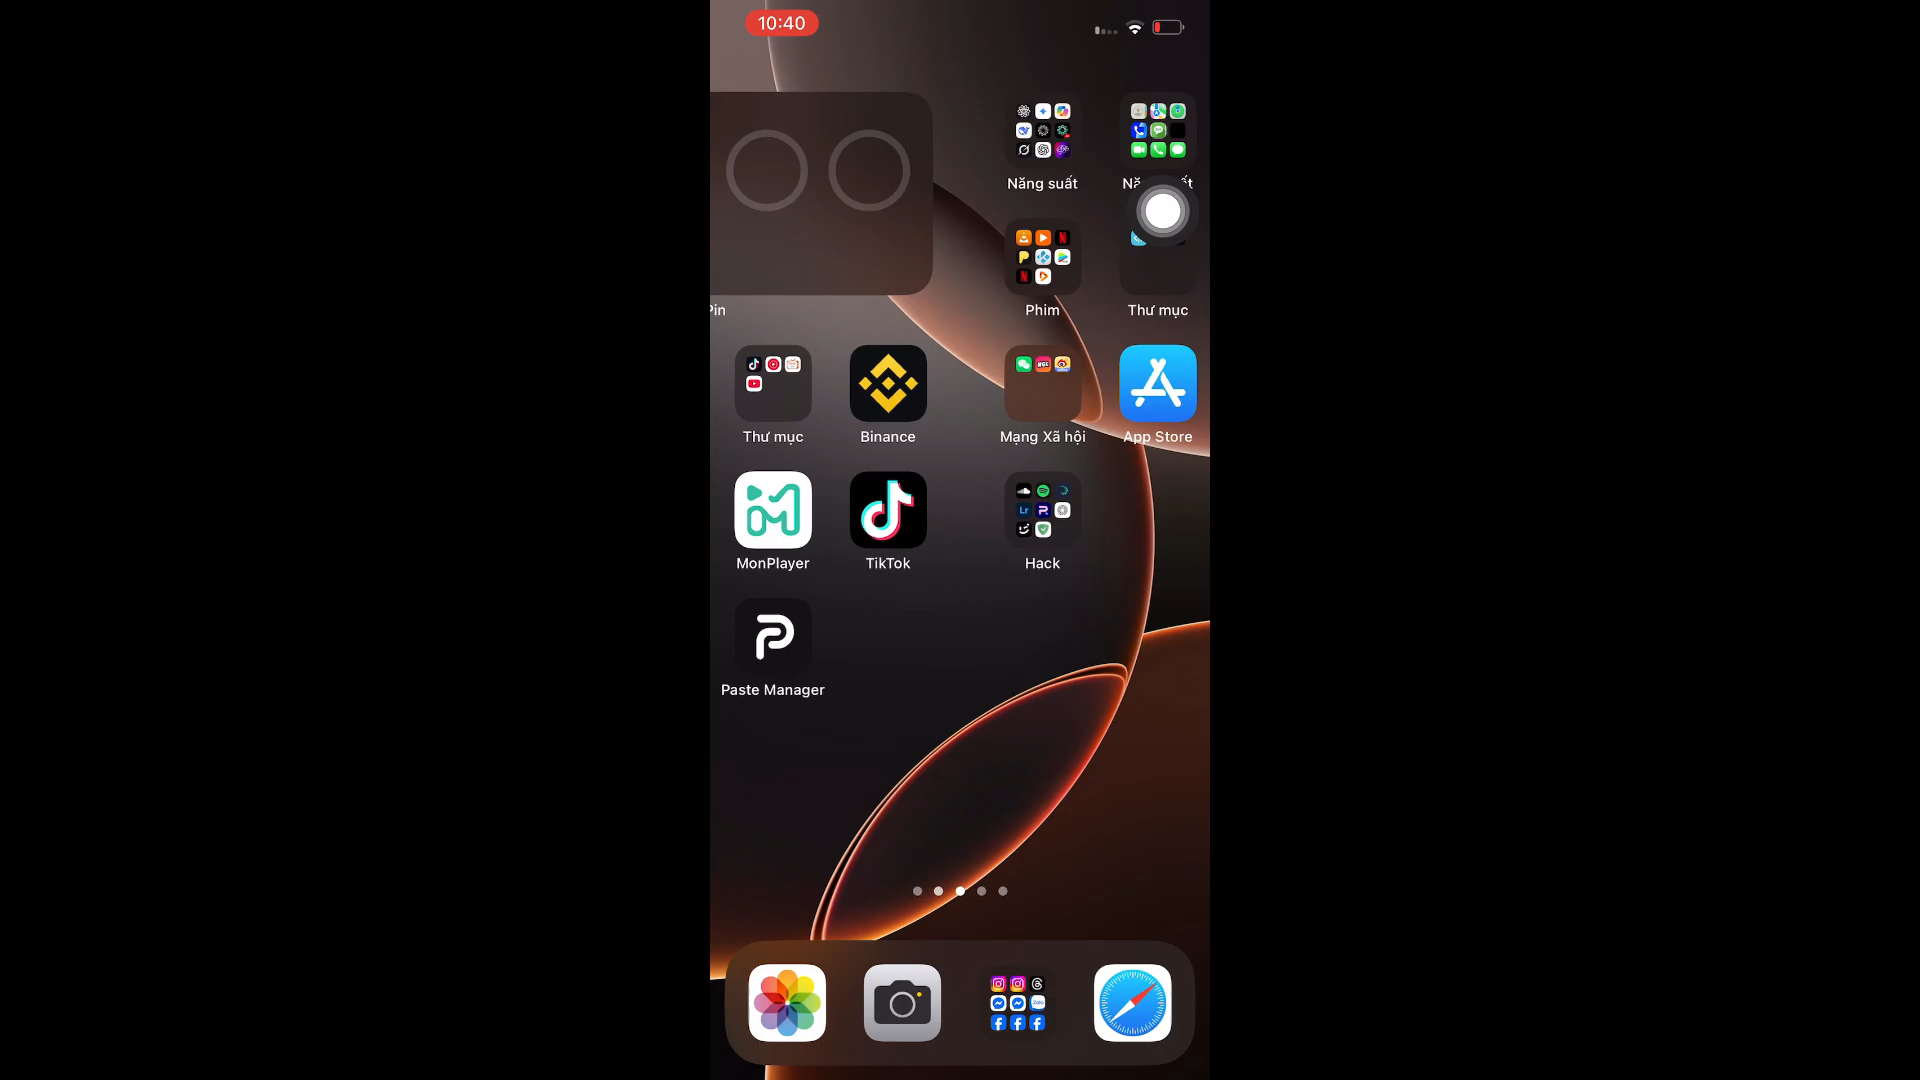 10:40
Năng suất
Pin
Phim
Thư mục
Thư mục
Binance
Mạng Xã hội
App Store
MonPlayer
TikTok
Hack
Paste Manager